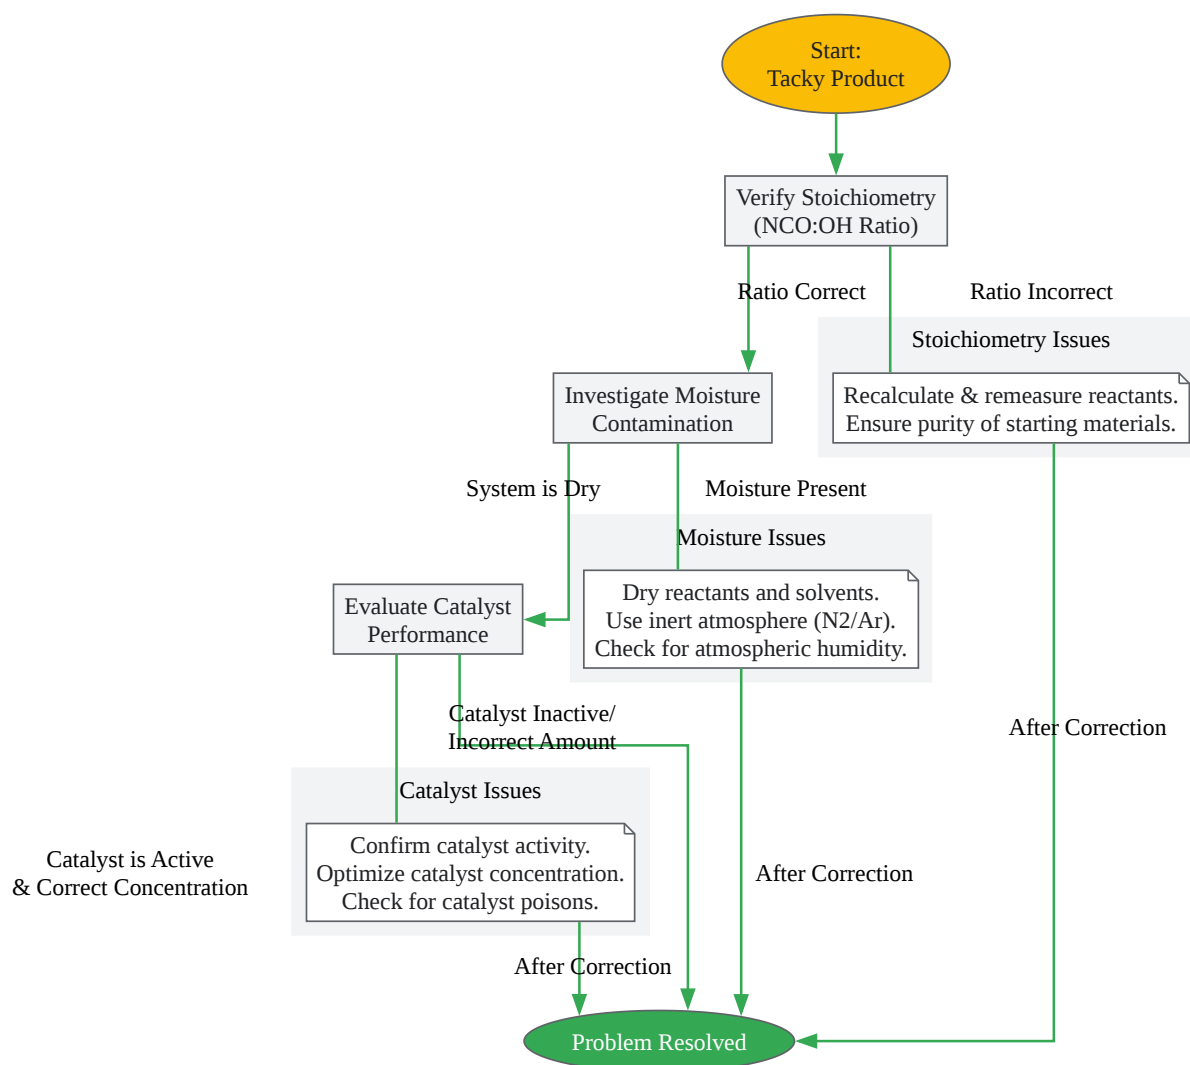 Start:
Tacky Product
Verify Stoichiometry
(NCO:OH Ratio)
Ratio Correct
Ratio Incorrect
Stoichiometry Issues
Investigate Moisture
Contamination
Recalculate & remeasure reactants.
Ensure purity of starting materials.
System is Dry
Moisture Present
Moisture Issues
Evaluate Catalyst
Performance
Dry reactants and solvents.
Use inert atmosphere (N2/Ar).
Check for atmospheric humidity.
Catalyst Inactive/
Incorrect Amount
After Correction
Catalyst Issues
Catalyst is Active
& Correct Concentration
Confirm catalyst activity.
Optimize catalyst concentration.
Check for catalyst poisons.
After Correction
After Correction
Problem Resolved